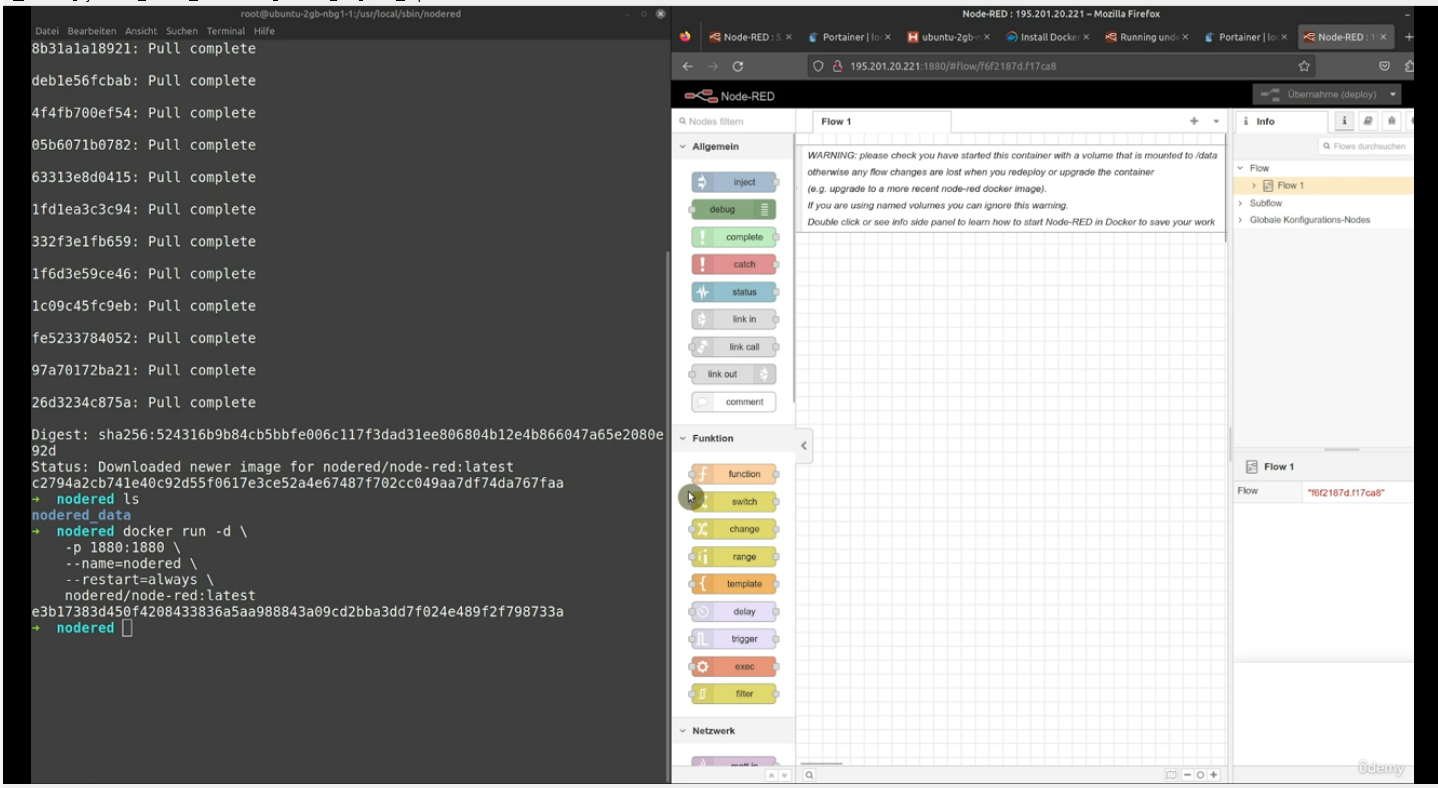 root@ubuntu-2gb-nbg1-1:/usr/local/sbin/nodered
Datei Bearbeiten Ansicht Suchen Terminal Hilfe
8b31a1a18921: Pull complete
deb1e56fcbab: Pull complete
4f4fb700ef54: Pull complete
05b6071b0782: Pull complete
63313e8d0415: Pull complete
1fd1ea3c3c94: Pull complete
332f3e1fb659: Pull complete
1f6d3e59ce46: Pull complete
1c09c45fc9eb: Pull complete
fe5233784052: Pull complete
97a70172ba21: Pull complete
26d3234c875a: Pull complete
Digest: sha256:524316b9b84cb5bbfe006c117f3dad31ee806804b12e4b866047a65e2080e
92d
Status: Downloaded newer image for nodered/node-red:latest
c2794a2cb741e40c92d55f0617e3ce52a4e67487f702cc049aa7df74da767faa
→ nodered ls
nodered_data
→ nodered docker run -d \
-p 1880:1880 \
--name=nodered \
--restart=always \
nodered/node-red:latest
e3b17383d450f4208433836a5aa988843a09cd2bba3dd7f024e489f2f798733a
→ nodered
Node-RED : 195.201.20.221 – Mozilla Firefox
Node-RED : 5 Portainer | lo ubuntu-2gb-n Install Docker Running unde Portainer | lo Node-RED : 1
195.201.20.221:1880/#flow/f6f2187d.f17ca8
Node-RED
Übernahme (deploy)
Nodes filtern
Flow 1
Info
Flows durchsuchen
Allgemein
inject
debug
complete
catch
status
link in
link call
link out
comment
Funktion
function
switch
change
range
template
delay
trigger
exec
filter
Netzwerk
mqtt in
WARNING: please check you have started this container with a volume that is mounted to /data
otherwise any flow changes are lost when you redeploy or upgrade the container
(e.g. upgrade to a more recent node-red docker image).
If you are using named volumes you can ignore this warning.
Double click or see info side panel to learn how to start Node-RED in Docker to save your work
Flow
Flow 1
Subflow
Globale Konfigurations-Nodes
Flow 1
Flow "f6f2187d.f17ca8"
ûdemy